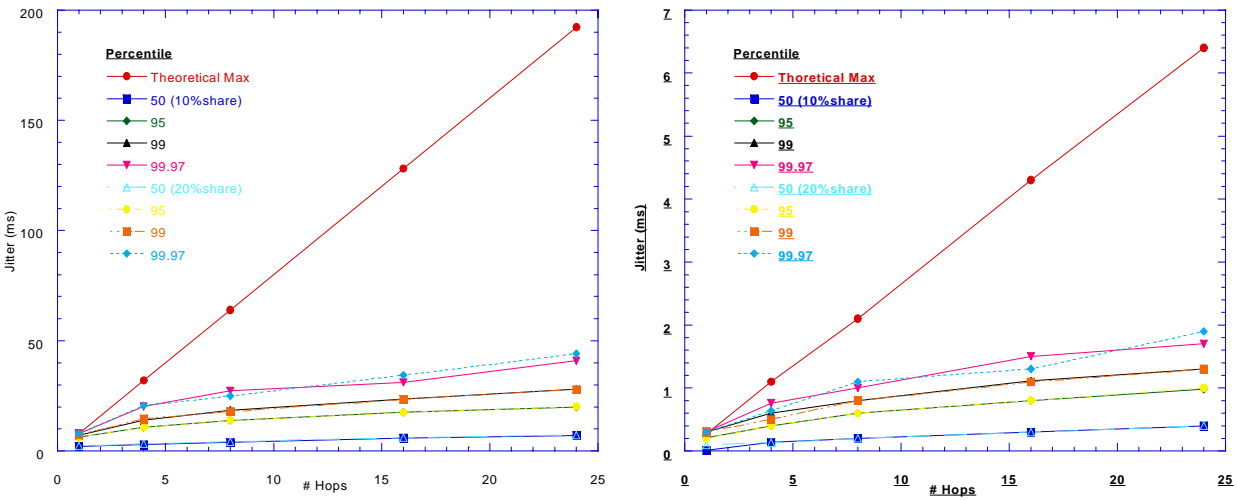 200
150
100
50
0
Jitter (ms)
Percentile
Theoretical Max
50 (10%share)
95
99
99.97
50 (20%share)
95
99
99.97
0 5 10 15 20 25
# Hops
7
6
5
4
3
2
1
0
Jitter (ms)
Percentile
Thoretical Max
50 (10%share)
95
99
99.97
50 (20%share)
95
99
99.97
0 5 10 15 20 25
# Hops